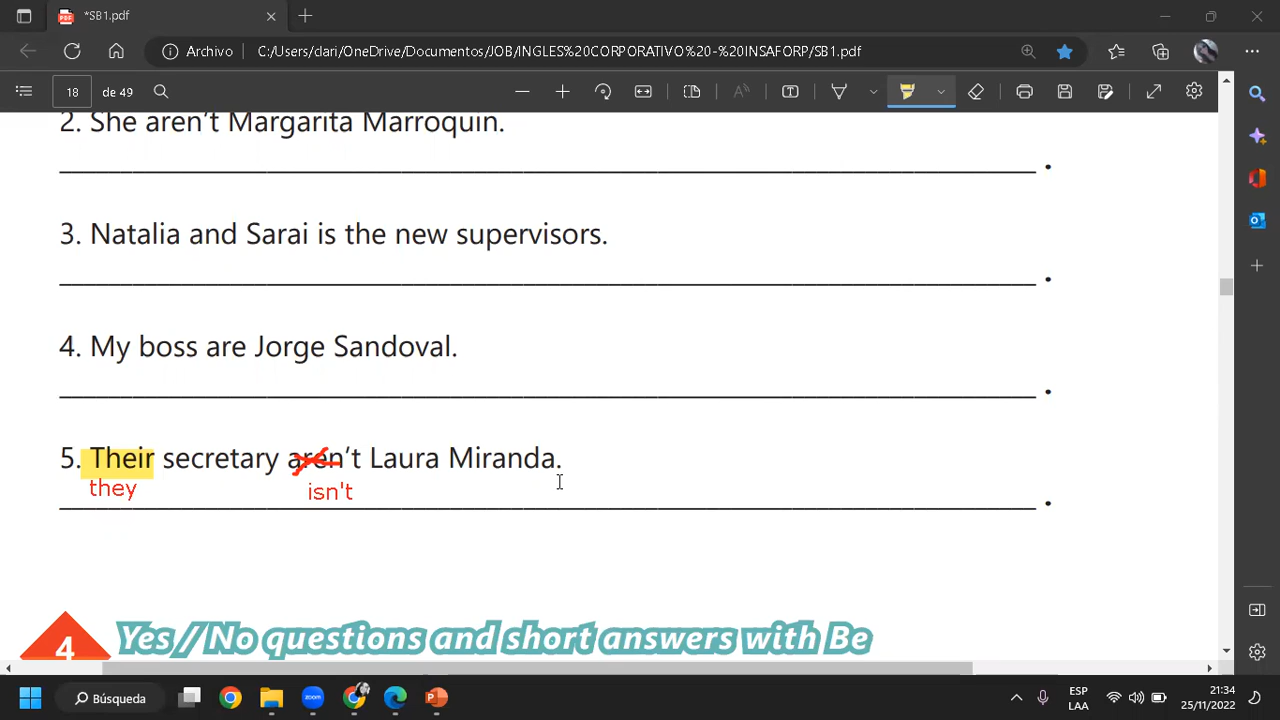 *SB1.pdf
Archivo C:/Users/clari/OneDrive/Documentos/JOB/INGLES%20CORPORATIVO%20-%20INSAFORP/SB1.pdf
18 de 49
2. She aren't Margarita Marroquin.
3. Natalia and Sarai is the new supervisors.
4. My boss are Jorge Sandoval.
5. Their secretary aren't Laura Miranda.
they isn't
4 Yes/No questions and short answers with Be
Búsqueda zoom ESP LAA 21:34 25/11/2022